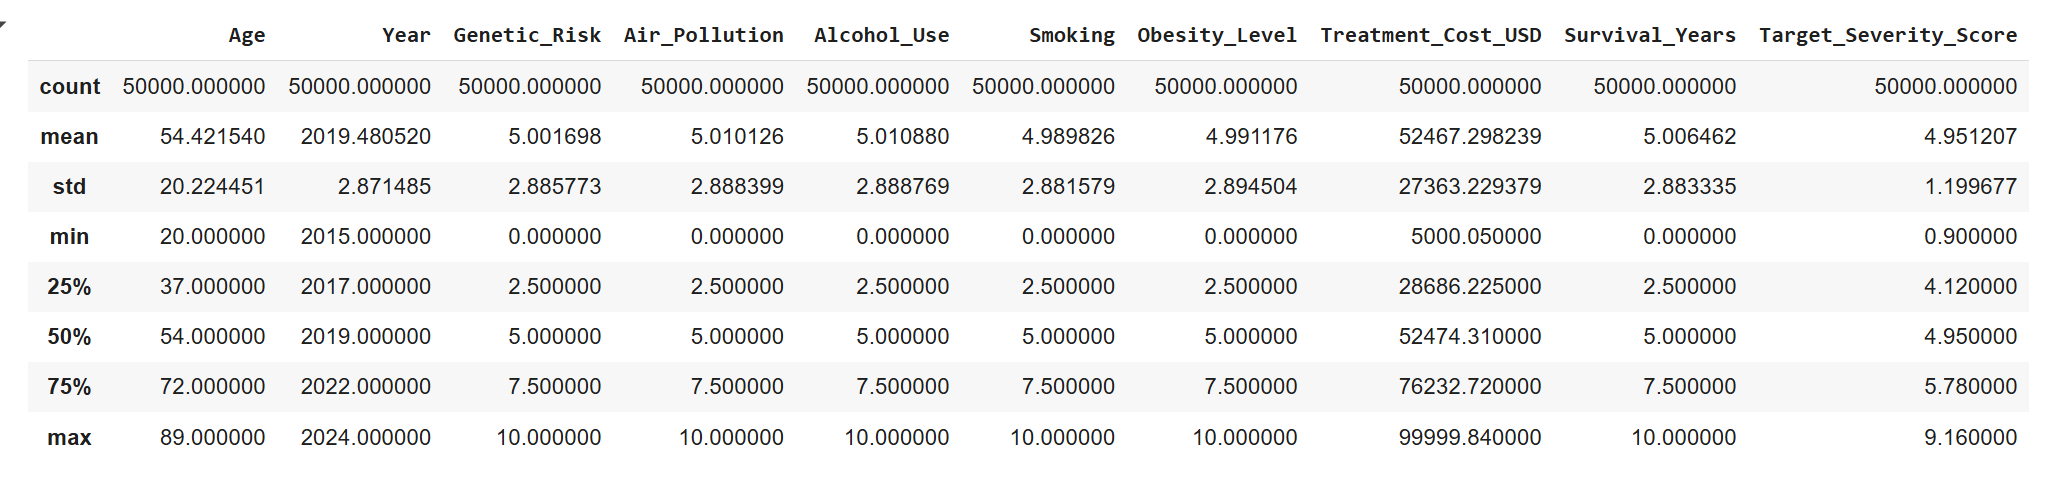 Age Year Genetic_Risk Air_Pollution Alcohol_Use Smoking Obesity_Level Treatment_Cost_USD Survival_Years Target_Severity_Score
count 50000.000000 50000.000000 50000.000000 50000.000000 50000.000000 50000.000000 50000.000000 50000.000000 50000.000000 50000.000000
mean 54.421540 2019.480520 5.001698 5.010126 5.010880 4.989826 4.991176 52467.298239 5.006462 4.951207
std 20.224451 2.871485 2.885773 2.888399 2.888769 2.881579 2.894504 27363.229379 2.883335 1.199677
min 20.000000 2015.000000 0.000000 0.000000 0.000000 0.000000 0.000000 5000.050000 0.000000 0.900000
25% 37.000000 2017.000000 2.500000 2.500000 2.500000 2.500000 2.500000 28686.225000 2.500000 4.120000
50% 54.000000 2019.000000 5.000000 5.000000 5.000000 5.000000 5.000000 52474.310000 5.000000 4.950000
75% 72.000000 2022.000000 7.500000 7.500000 7.500000 7.500000 7.500000 76232.720000 7.500000 5.780000
max 89.000000 2024.000000 10.000000 10.000000 10.000000 10.000000 10.000000 99999.840000 10.000000 9.160000